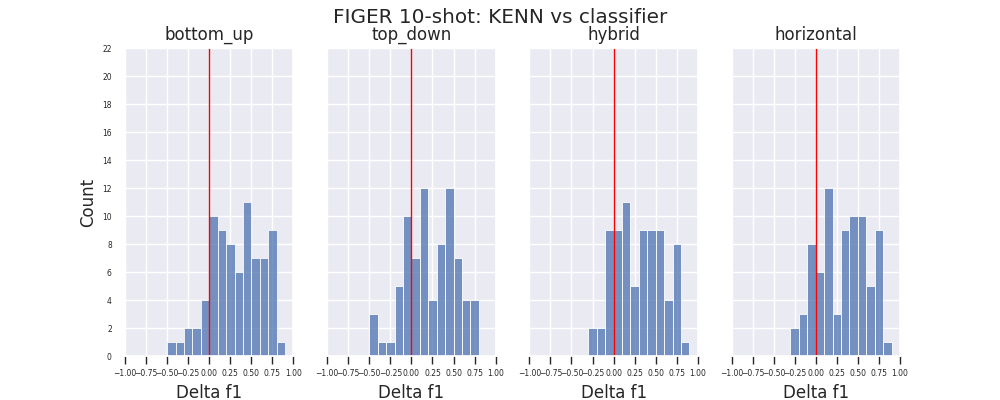 FIGER 10-shot: KENN vs classifier
bottom_up top_down hybrid horizontal
22
20
18
16
14
12
10
8
6
4
2
0
Count
−1.00 −0.75 −0.50 −0.25 0.00 0.25 0.50 0.75 1.00 −1.00 −0.75 −0.50 −0.25 0.00 0.25 0.50 0.75 1.00 −1.00 −0.75 −0.50 −0.25 0.00 0.25 0.50 0.75 1.00 −1.00 −0.75 −0.50 −0.25 0.00 0.25 0.50 0.75 1.00
Delta f1 Delta f1 Delta f1 Delta f1